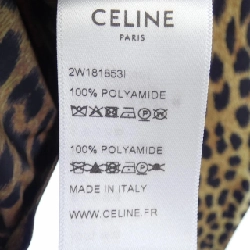 CELINE
PARIS
2W181553I
100% POLYAMIDE
100% POLYAMIDE
MADE IN ITALY
WWW.CELINE.FR